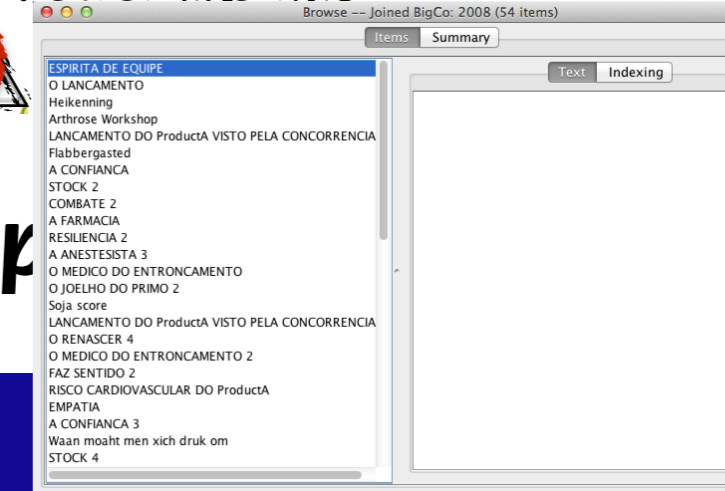 Browse -- Joined BigCo: 2008 (54 items)
Items Summary
ESPIRITA DE EQUIPE
Text Indexing
O LANCAMENTO
Heikenning
Arthrose Workshop
LANCAMENTO DO ProductA VISTO PELA CONCORRENCIA
Flabbergasted
A CONFIANCA
STOCK 2
COMBATE 2
A FARMACIA
RESILIENCIA 2
A ANESTESISTA 3
O MEDICO DO ENTRONCAMENTO
O JOELHO DO PRIMO 2
Soja score
LANCAMENTO DO ProductA VISTO PELA CONCORRENCIA
O RENASCER 4
O MEDICO DO ENTRONCAMENTO 2
FAZ SENTIDO 2
RISCO CARDIOVASCULAR DO ProductA
EMPATIA
A CONFIANCA 3
Waan moaht men xich druk om
STOCK 4